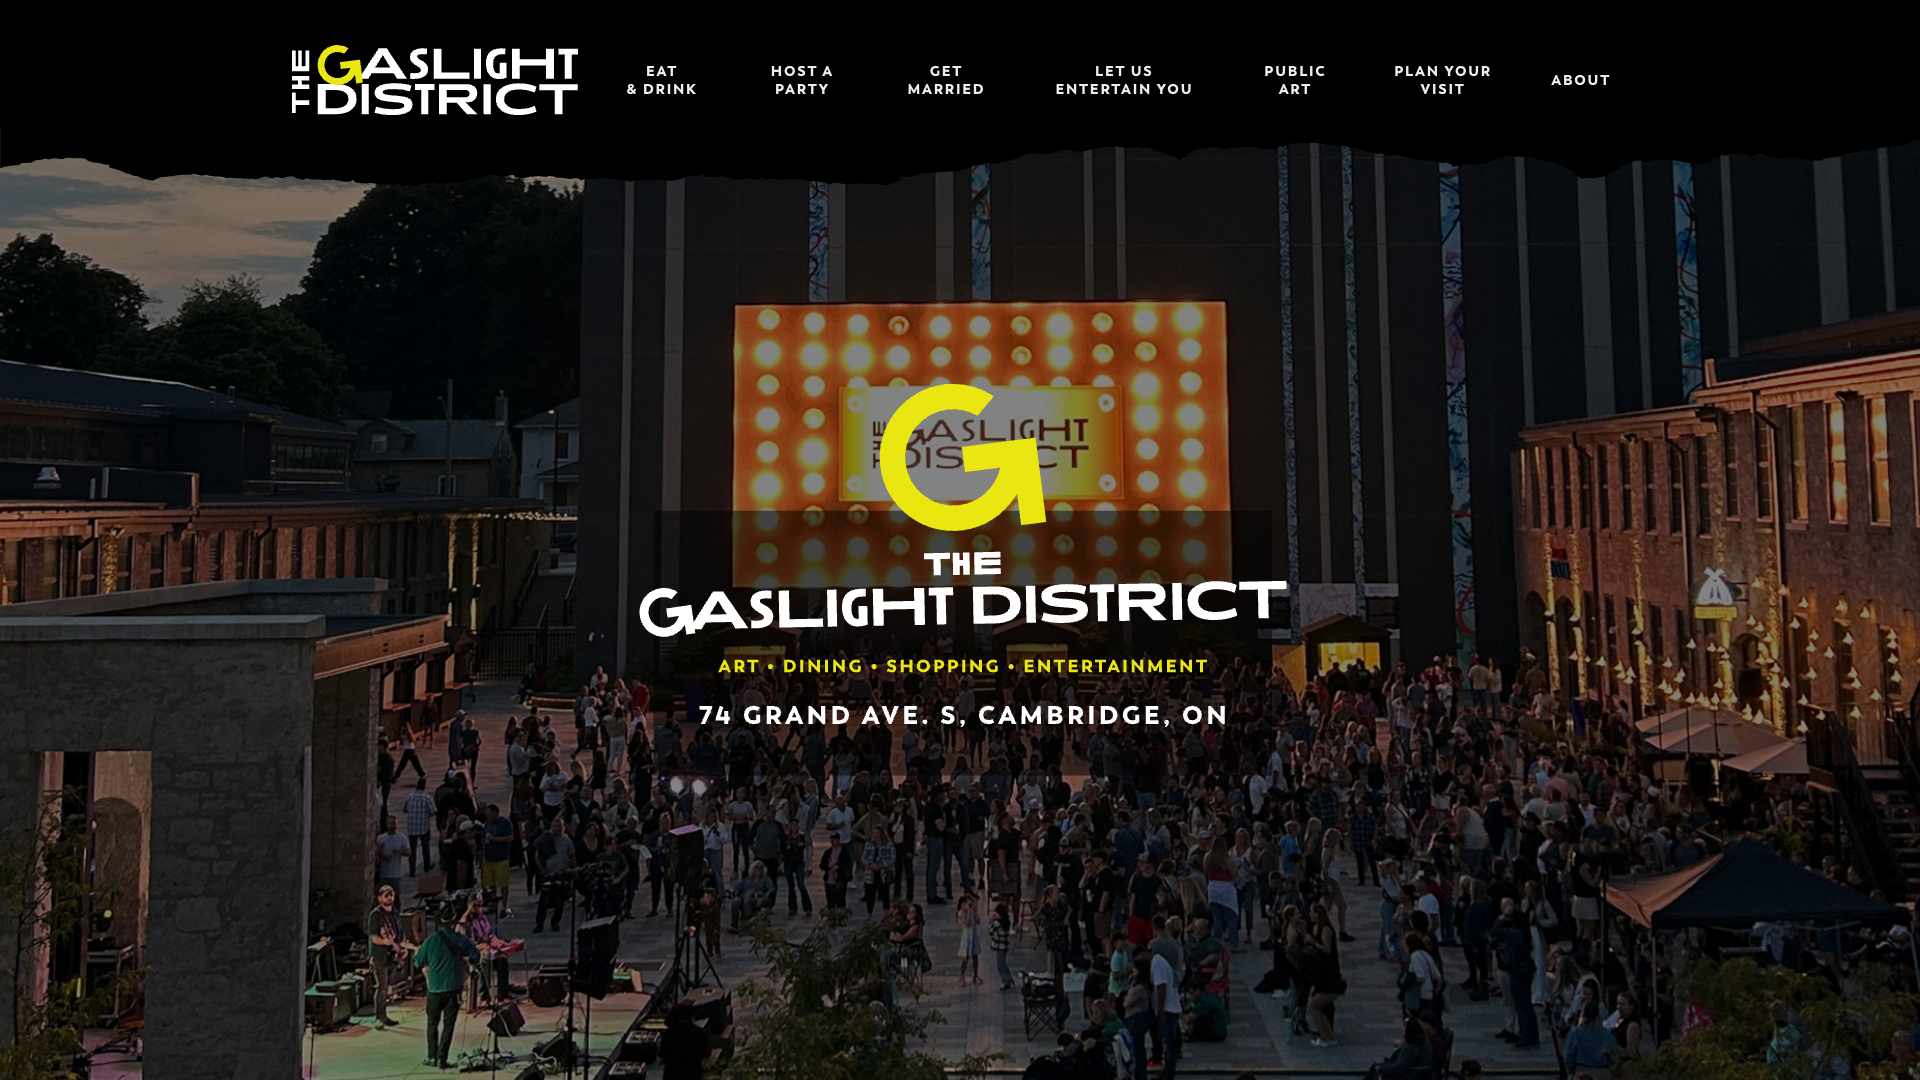 THE GASLIGHT
DISTRICT
EAT
& DRINK
HOST A
PARTY
GET
MARRIED
LET US
ENTERTAIN YOU
PUBLIC
ART
PLAN YOUR
VISIT
ABOUT
THE GASLIGHT
DISTRICT
G
THE
GASLIGHT DISTRICT
ART • DINING • SHOPPING • ENTERTAINMENT
74 GRAND AVE. S, CAMBRIDGE, ON